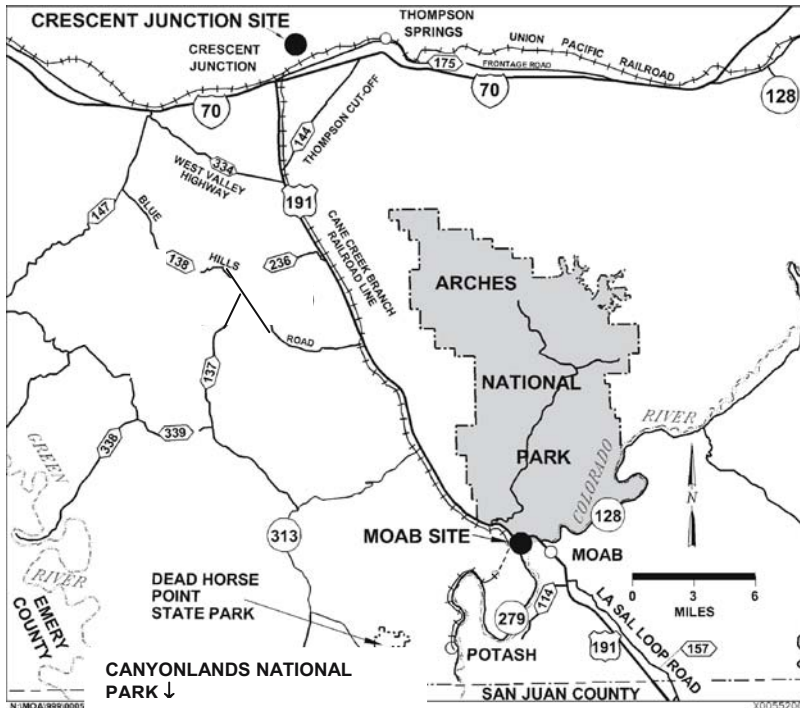 CRESCENT JUNCTION SITE
THOMPSON
SPRINGS
CRESCENT
JUNCTION
UNION PACIFIC RAILROAD
175
FRONTAGE ROAD
70
70
128
144
THOMPSON CUT-OFF
334
WEST VALLEY
HIGHWAY
191
147
BLUE
HILLS
ROAD
138
236
CANE CREEK BRANCH
RAILROAD LINE
ARCHES
NATIONAL
PARK
137
339
338
GREEN
RIVER
COLORADO
RIVER
128
N
313
MOAB SITE
MOAB
DEAD HORSE
POINT
STATE PARK
EMERY
COUNTY
0 3 6
MILES
279
114
LA SAL LOOP ROAD
191
157
POTASH
CANYONLANDS NATIONAL
PARK ↓
SAN JUAN COUNTY
N:\MOA\999\0005
X0055200